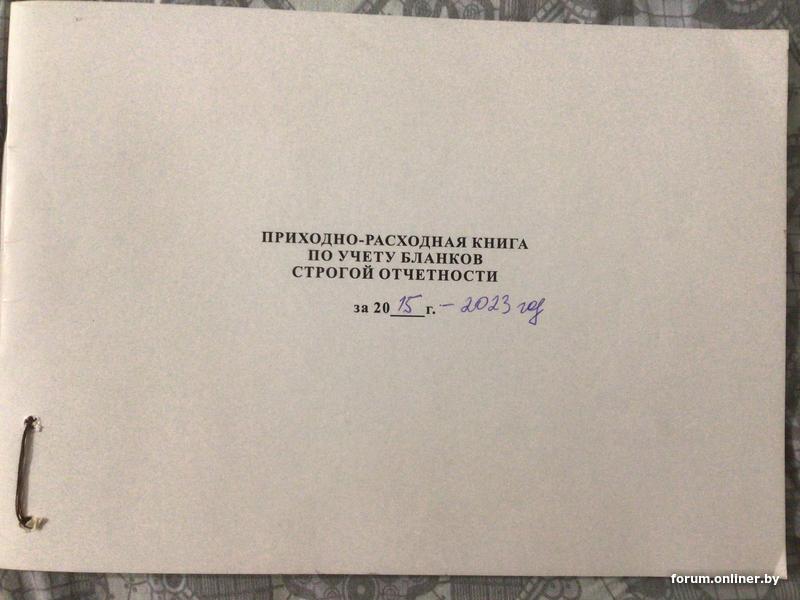 ПРИХОДНО-РАСХОДНАЯ КНИГА
ПО УЧЕТУ БЛАНКОВ
СТРОГОЙ ОТЧЕТНОСТИ
за 2015 г. - 2023 год
forum.onliner.by